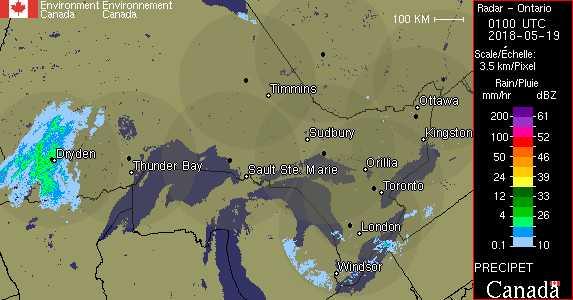 Environment Environnement
Canada Canada
100 KM
Radar - Ontario
0100 UTC
2018-05-19
Scale/Échelle:
3.5 km/Pixel
Rain/Pluie
mm/hr dBZ
200 61
100 52
50 46
24 39
12 33
4 26
0.1 10
PRECIPET
Canada
Timmins
Ottawa
Sudbury
Kingston
Dryden
Thunder Bay
Sault Ste. Marie
Orillia
Toronto
London
Windsor